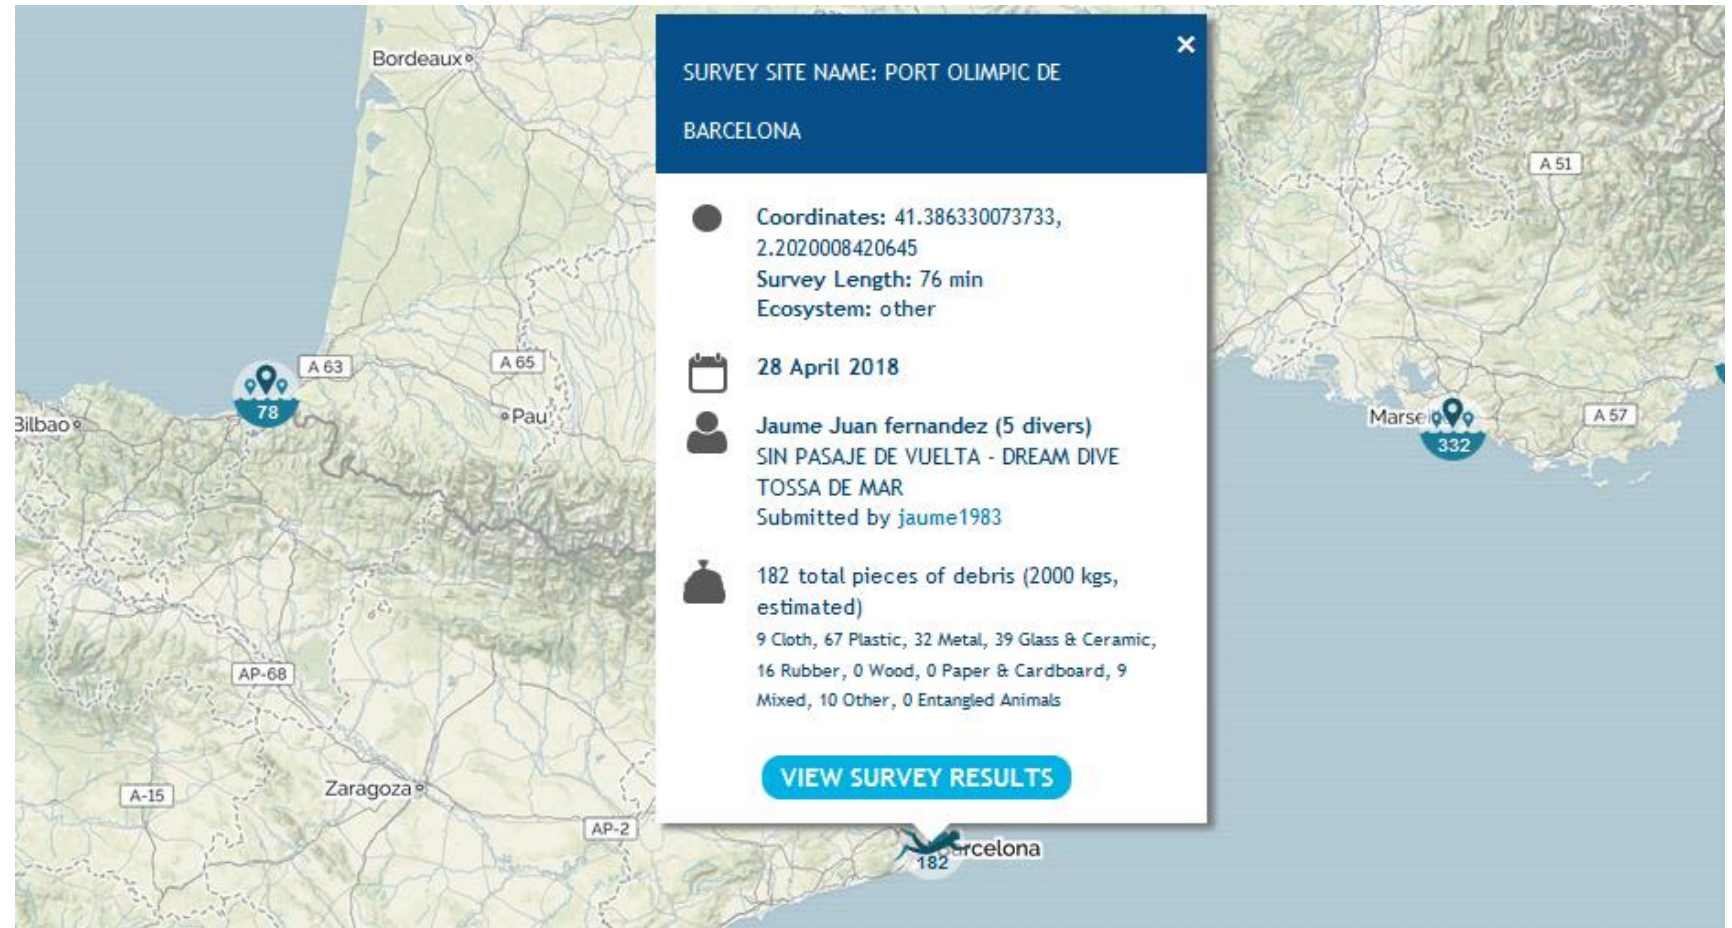 SURVEY SITE NAME: PORT OLIMPIC DE
BARCELONA
×
Coordinates: 41.386330073733,
2.2020008420645
Survey Length: 76 min
Ecosystem: other
28 April 2018
Jaume Juan fernandez (5 divers)
SIN PASAJE DE VUELTA - DREAM DIVE
TOSSA DE MAR
Submitted by jaume1983
182 total pieces of debris (2000 kgs,
estimated)
9 Cloth, 67 Plastic, 32 Metal, 39 Glass & Ceramic,
16 Rubber, 0 Wood, 0 Paper & Cardboard, 9
Mixed, 10 Other, 0 Entangled Animals
VIEW SURVEY RESULTS
Bordeaux
A 51
A 63
A 65
78
Bilbao
Pau
A 57
332
AP-68
A-15
Zaragoza
AP-2
182